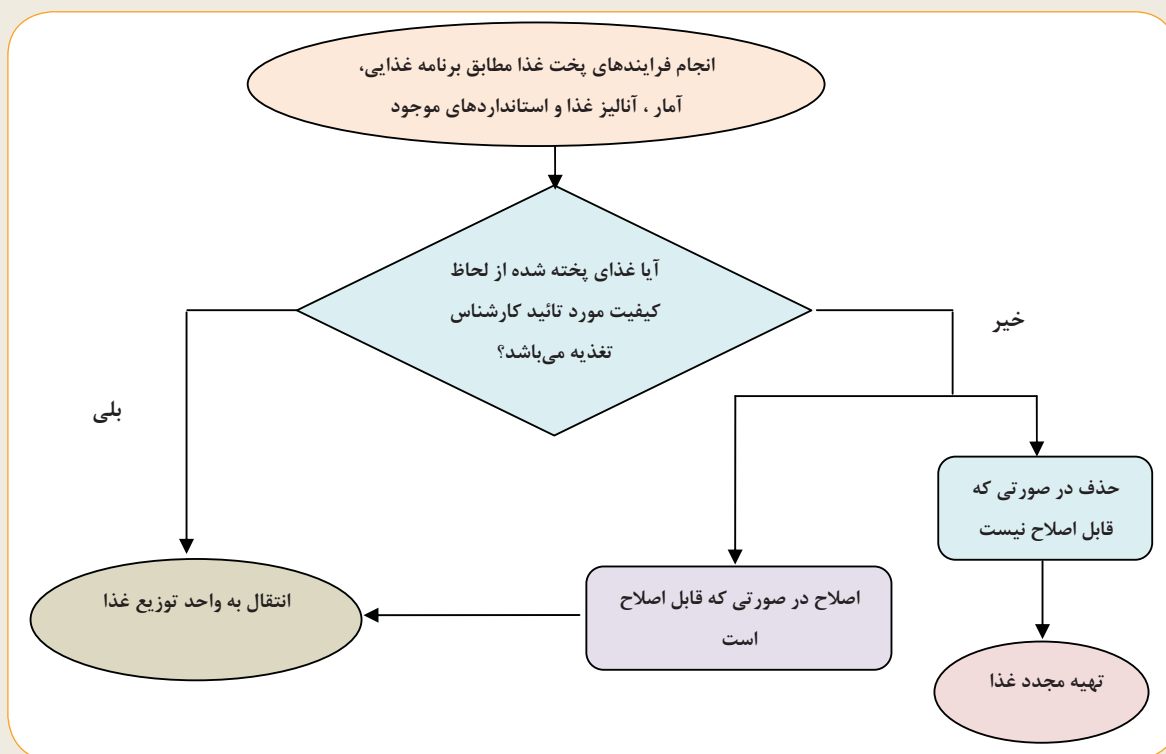 انجام فرایندهای پخت غذا مطابق برنامه غذایی،
آمار ، آنالیز غذا و استانداردهای موجود
آیا غذای پخته شده از لحاظ
کیفیت مورد تائید کارشناس
تغذیه می‌باشد؟
خیر
بلی
حذف در صورتی که
قابل اصلاح نیست
اصلاح در صورتی که قابل اصلاح
است
انتقال به واحد توزیع غذا
تهیه مجدد غذا